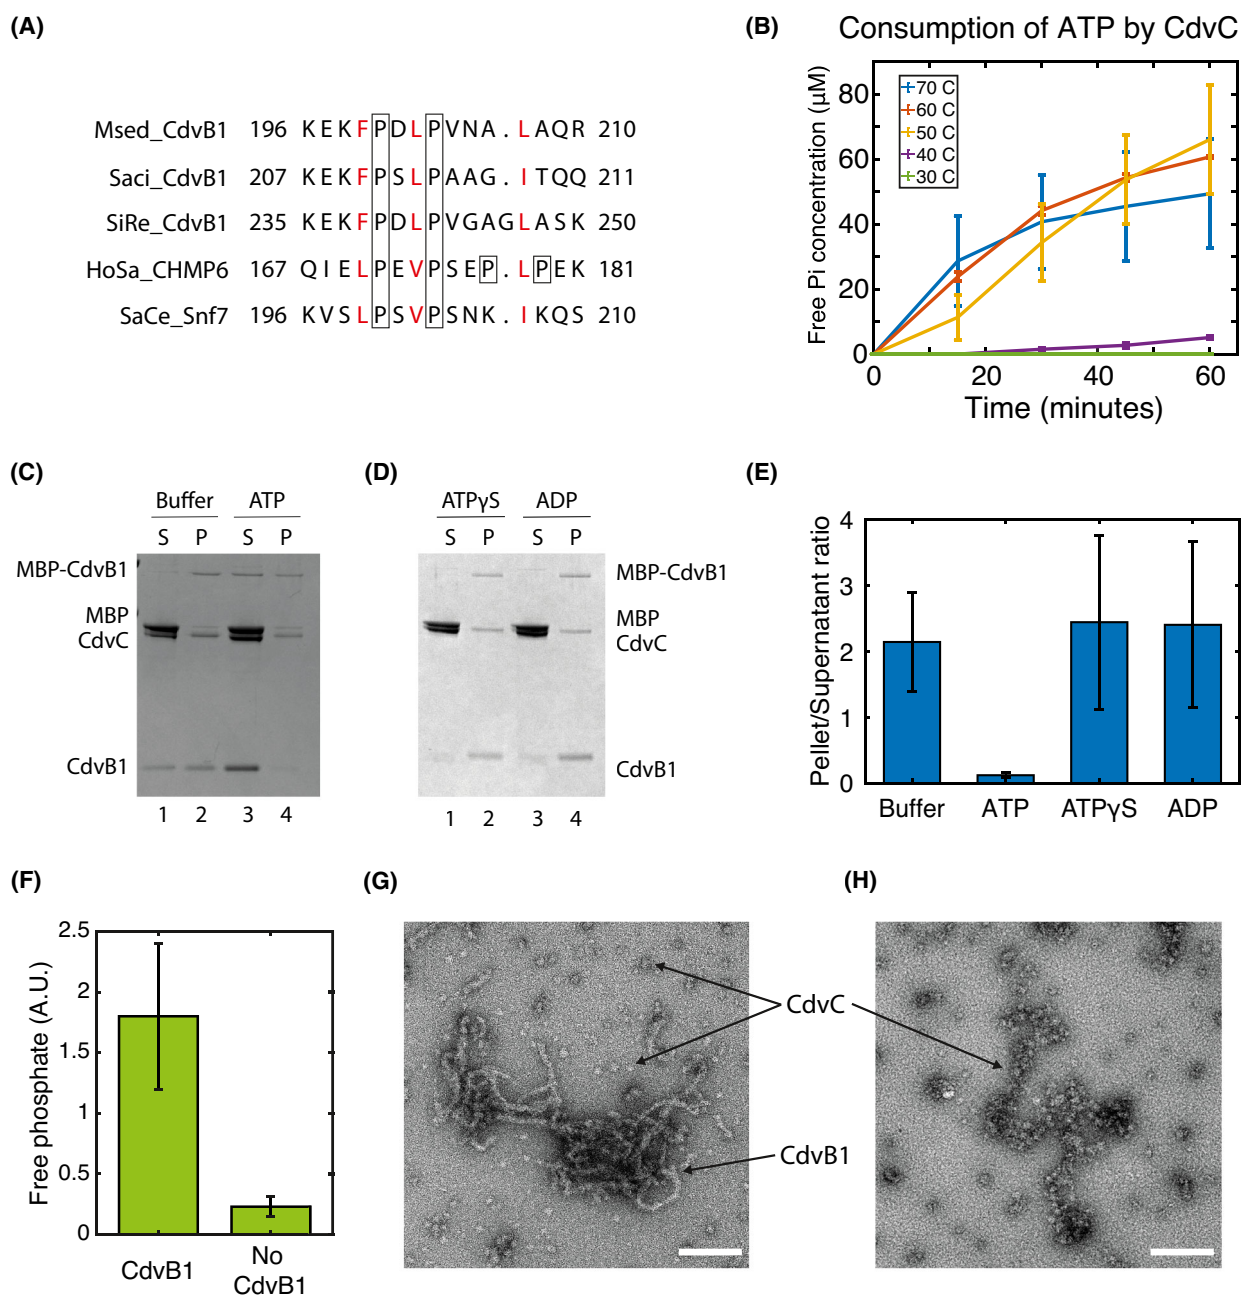 (A)
Msed_CdvB1 196 KEKFPDLPVNA.LAQR 210
Saci_CdvB1 207 KEKFPSLPAAG.ITQQ 211
SiRe_CdvB1 235 KEKFPDLPVGAGLASK 250
HoSa_CHMP6 167 QIELPEVPSEP.LPEK 181
SaCe_Snf7 196 KVSLPSVPSNK.IKQS 210
(B)
Consumption of ATP by CdvC
Free Pi concentration (μM)
80
60
40
20
0
70 C
60 C
50 C
40 C
30 C
0 20 40 60
Time (minutes)
(C)
Buffer ATP
S P S P
MBP-CdvB1
MBP
CdvC
CdvB1
1 2 3 4
(D)
ATPγS ADP
S P S P
MBP-CdvB1
MBP
CdvC
CdvB1
1 2 3 4
(E)
Pellet/Supernatant ratio
4
3
2
1
0
Buffer ATP ATPγS ADP
(F)
Free phosphate (A.U.)
2.5
2
1.5
1
0.5
0
CdvB1
No
CdvB1
(G)
CdvC
CdvB1
(H)